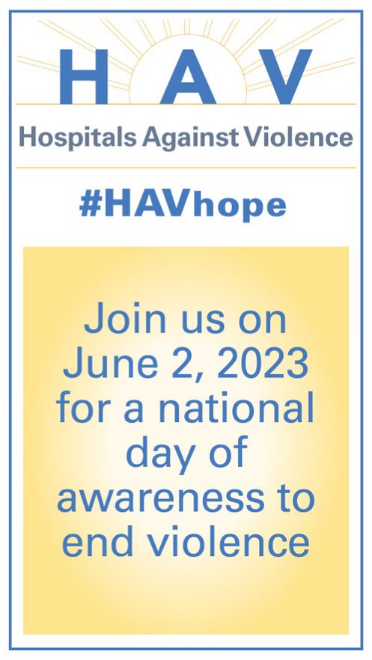 H A V
Hospitals Against Violence
#HAVhope
Join us on
June 2, 2023
for a national
day of
awareness to
end violence